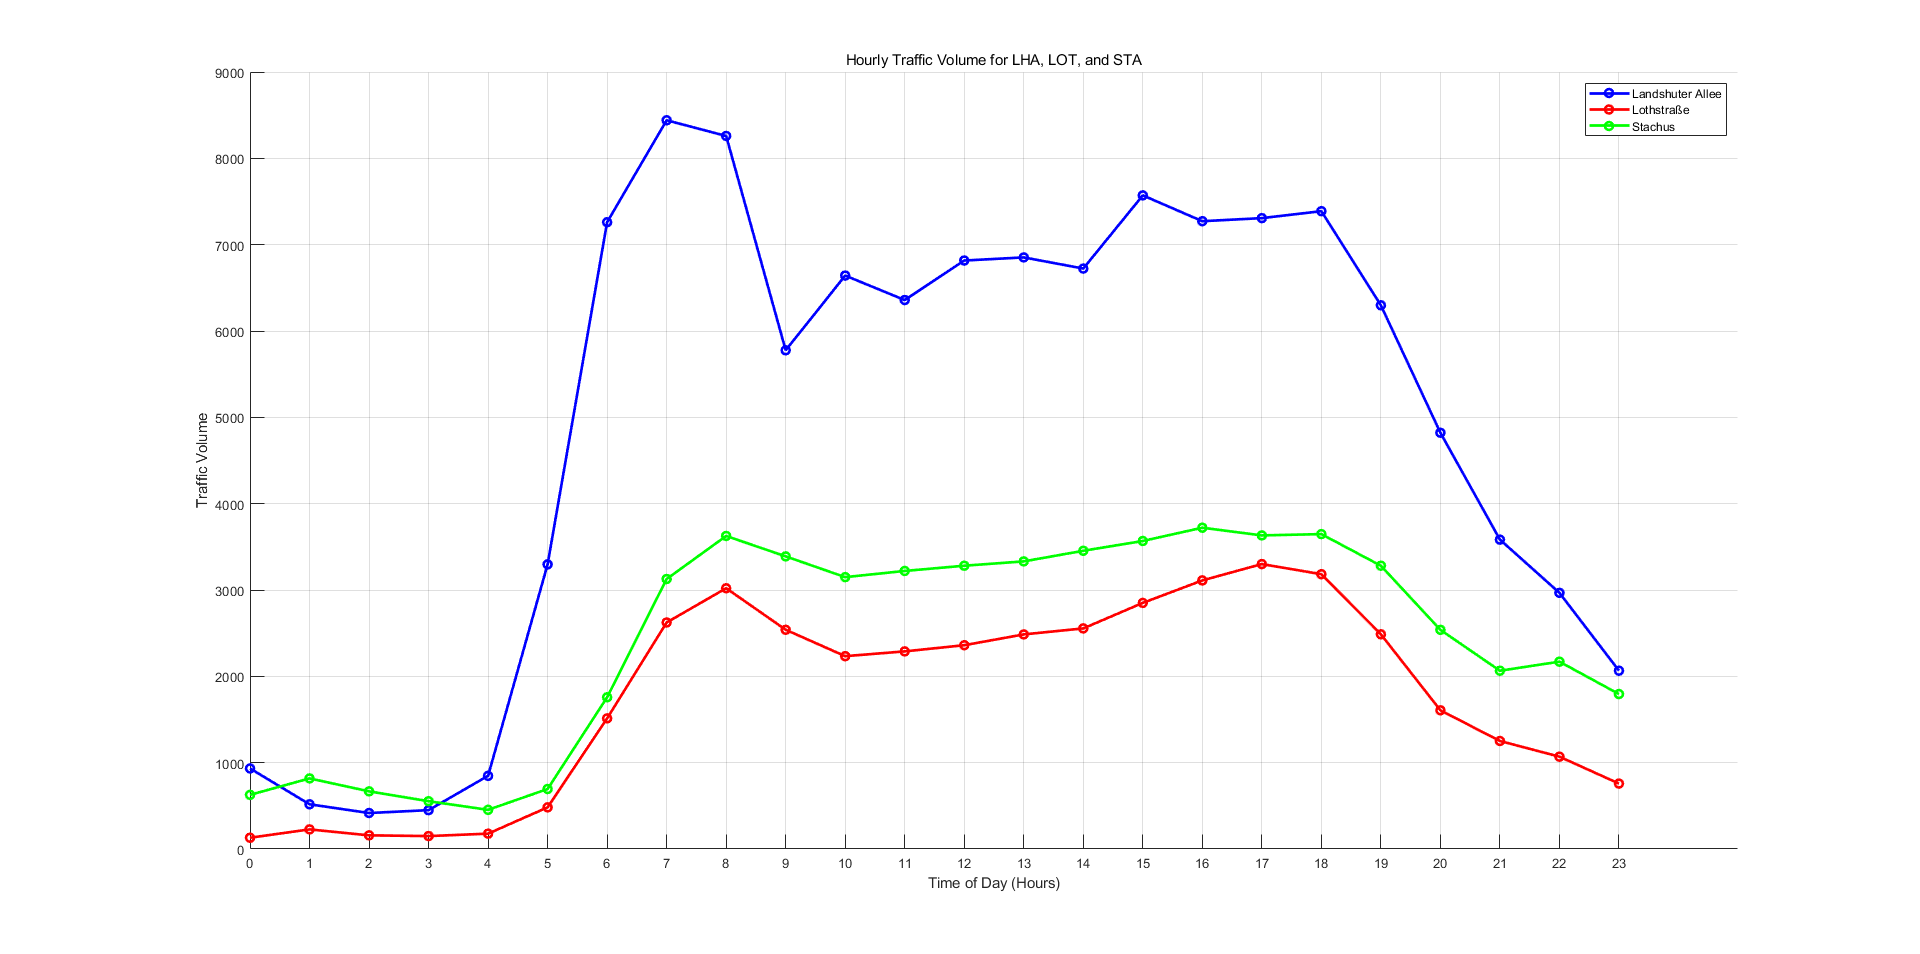 Hourly Traffic Volume for LHA, LOT, and STA
9000
8000
7000
6000
5000
4000
3000
2000
1000
0
Traffic Volume
Landshuter Allee
Lothstraße
Stachus
0 1 2 3 4 5 6 7 8 9 10 11 12 13 14 15 16 17 18 19 20 21 22 23
Time of Day (Hours)